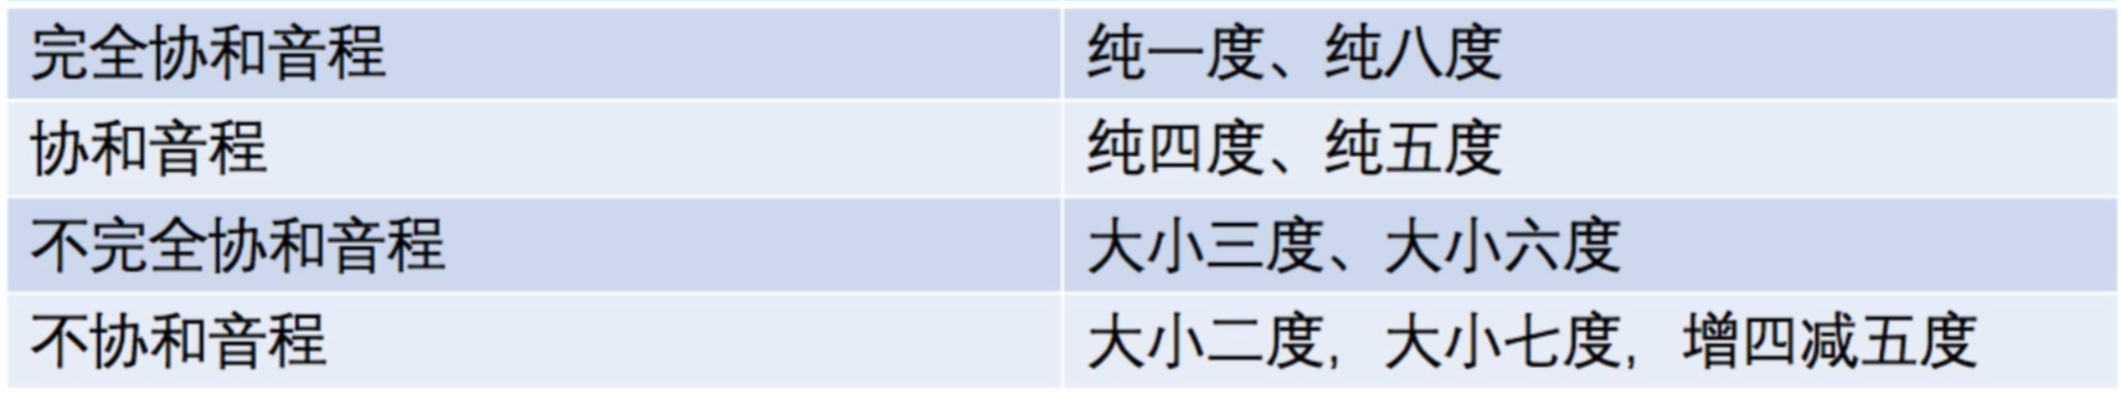 完全协和音程 纯一度、纯八度
协和音程 纯四度、纯五度
不完全协和音程 大小三度、大小六度
不协和音程 大小二度, 大小七度, 增四减五度